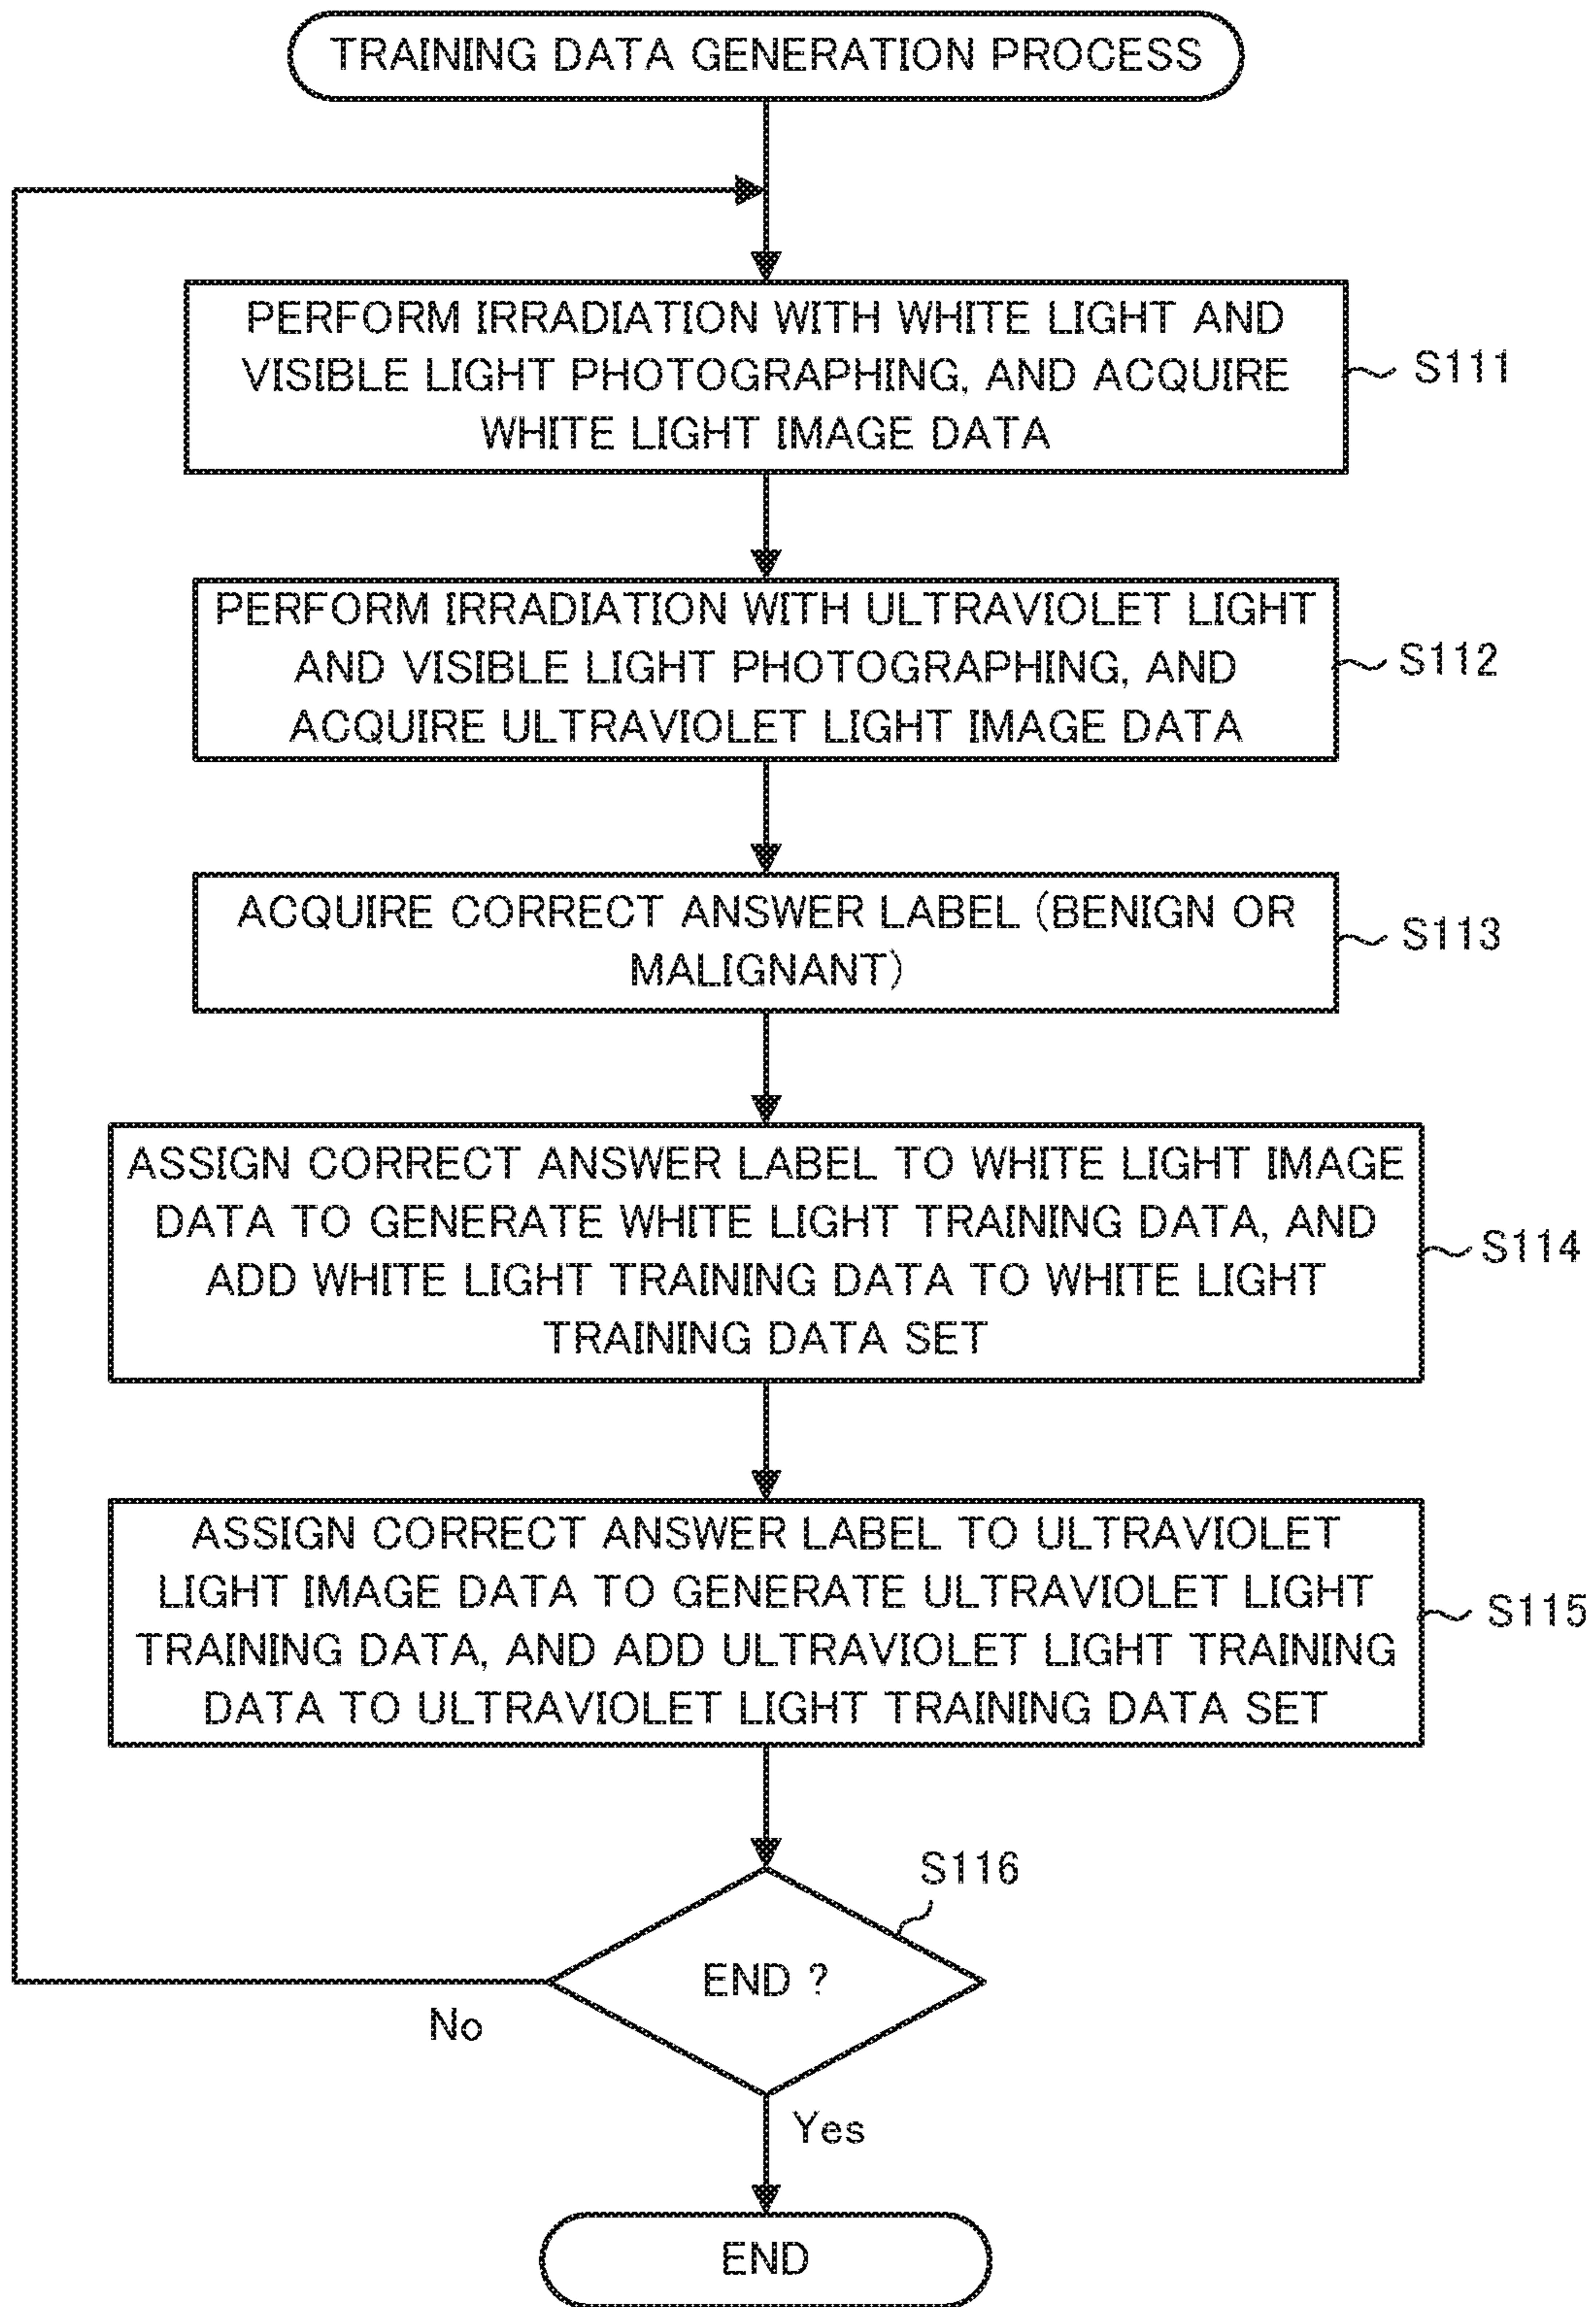 TRAINING DATA GENERATION PROCESS
PERFORM IRRADIATION WITH WHITE LIGHT AND
VISIBLE LIGHT PHOTOGRAPHING, AND ACQUIRE
WHITE LIGHT IMAGE DATA
S111
PERFORM IRRADIATION WITH ULTRAVIOLET LIGHT
AND VISIBLE LIGHT PHOTOGRAPHING, AND
ACQUIRE ULTRAVIOLET LIGHT IMAGE DATA
S112
ACQUIRE CORRECT ANSWER LABEL (BENIGN OR
MALIGNANT)
S113
ASSIGN CORRECT ANSWER LABEL TO WHITE LIGHT IMAGE
DATA TO GENERATE WHITE LIGHT TRAINING DATA, AND
ADD WHITE LIGHT TRAINING DATA TO WHITE LIGHT
TRAINING DATA SET
S114
ASSIGN CORRECT ANSWER LABEL TO ULTRAVIOLET
LIGHT IMAGE DATA TO GENERATE ULTRAVIOLET LIGHT
TRAINING DATA, AND ADD ULTRAVIOLET LIGHT TRAINING
DATA TO ULTRAVIOLET LIGHT TRAINING DATA SET
S115
S116
END ?
No
Yes
END